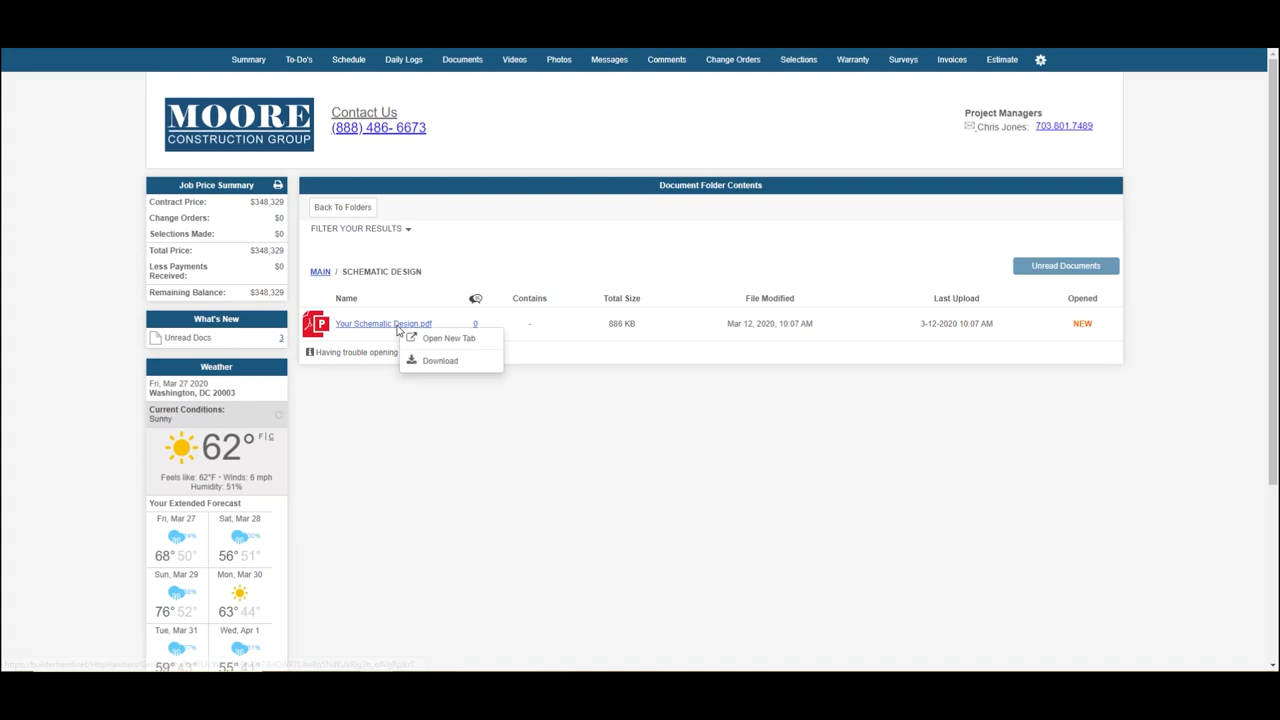 Summary To-Do's Schedule Daily Logs Documents Videos Photos Messages Comments Change Orders Selections Warranty Surveys Invoices Estimate
MOORE
CONSTRUCTION GROUP
Contact Us
(888) 486- 6673
Project Managers
Chris Jones: 703.801.7489
Job Price Summary
Contract Price: $348,329
Change Orders: $0
Selections Made: $0
Total Price: $348,329
Less Payments
Received: $0
Remaining Balance: $348,329
What's New
Unread Docs 3
Weather
Fri, Mar 27 2020
Washington, DC 20003
Current Conditions:
Sunny
62° F|C
Feels like: 62°F • Winds: 6 mph
Humidity: 51%
Your Extended Forecast
Fri, Mar 27 Sat, Mar 28
68° 50° 56° 51°
Sun, Mar 29 Mon, Mar 30
76° 52° 63° 44°
Tue, Mar 31 Wed, Apr 1
Document Folder Contents
Back To Folders
FILTER YOUR RESULTS
MAIN / SCHEMATIC DESIGN
Unread Documents
Name Contains Total Size File Modified Last Upload Opened
P Your Schematic Design.pdf 0 - 886 KB Mar 12, 2020, 10:07 AM 3-12-2020 10:07 AM NEW
Having trouble opening
Open New Tab
Download